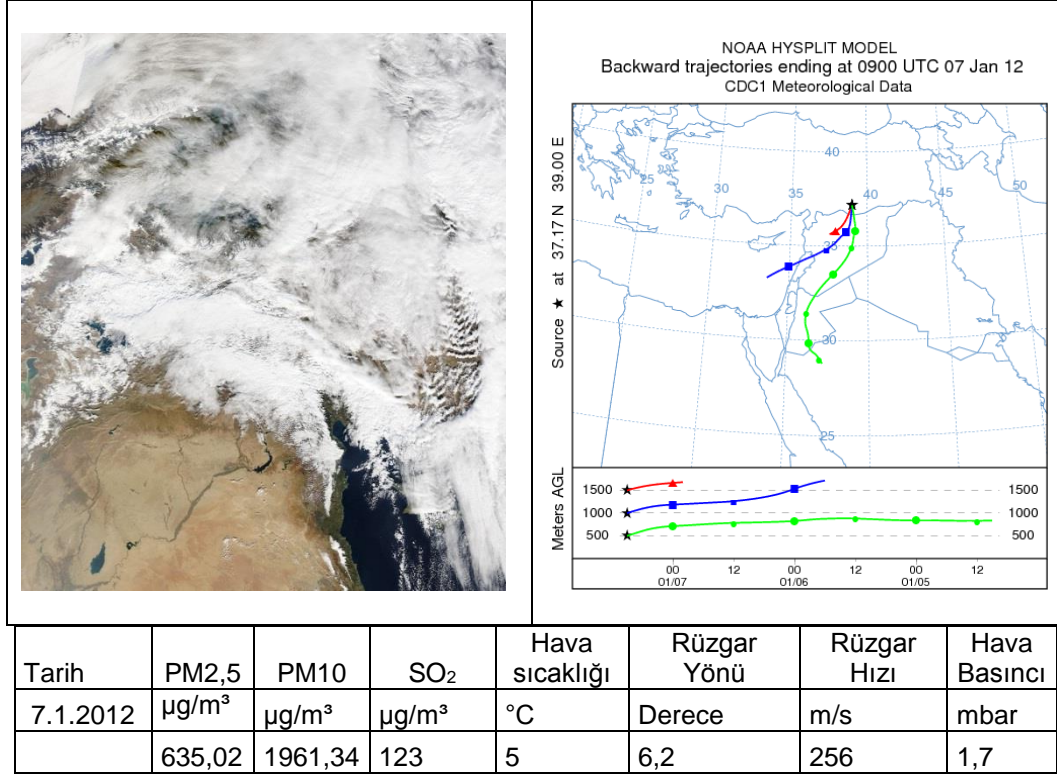 NOAA HYSPLIT MODEL
Backward trajectories ending at 0900 UTC 07 Jan 12
CDC1 Meteorological Data
Source ★ at 37.17 N 39.00 E
40
25
30
35
40
45
50
35
30
25
Meters AGL
1500 1500
1000 1000
500 500
00 12 00 12 00 12
01/07 01/06 01/05
Tarih PM2,5 PM10 SO₂ Hava sıcaklığı Rüzgar Yönü Rüzgar Hızı Hava Basıncı
7.1.2012 µg/m³ µg/m³ µg/m³ °C Derece m/s mbar
635,02 1961,34 123 5 6,2 256 1,7